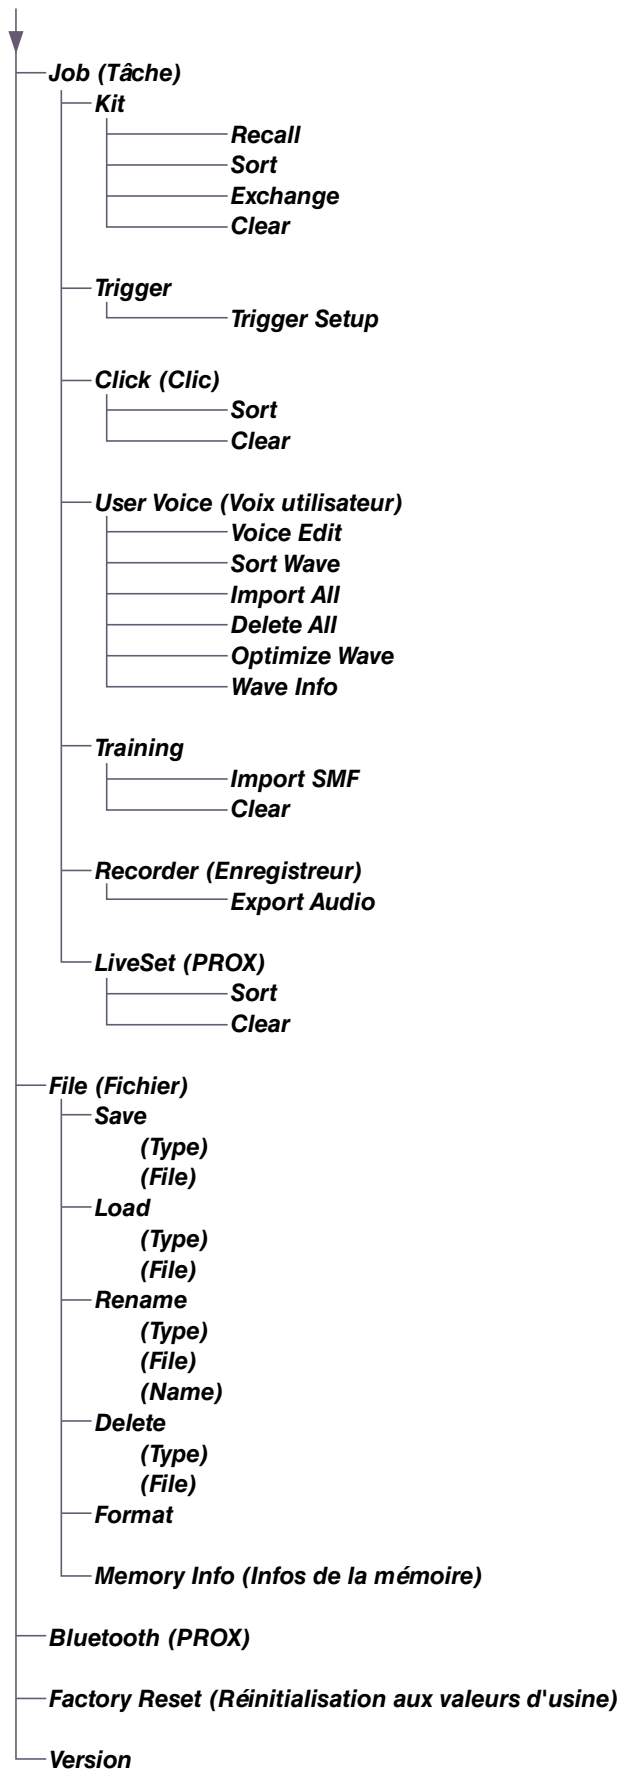 Job (Tâche)
Kit
Recall
Sort
Exchange
Clear
Trigger
Trigger Setup
Click (Clic)
Sort
Clear
User Voice (Voix utilisateur)
Voice Edit
Sort Wave
Import All
Delete All
Optimize Wave
Wave Info
Training
Import SMF
Clear
Recorder (Enregistreur)
Export Audio
LiveSet (PROX)
Sort
Clear
File (Fichier)
Save
(Type)
(File)
Load
(Type)
(File)
Rename
(Type)
(File)
(Name)
Delete
(Type)
(File)
Format
Memory Info (Infos de la mémoire)
Bluetooth (PROX)
Factory Reset (Réinitialisation aux valeurs d'usine)
Version